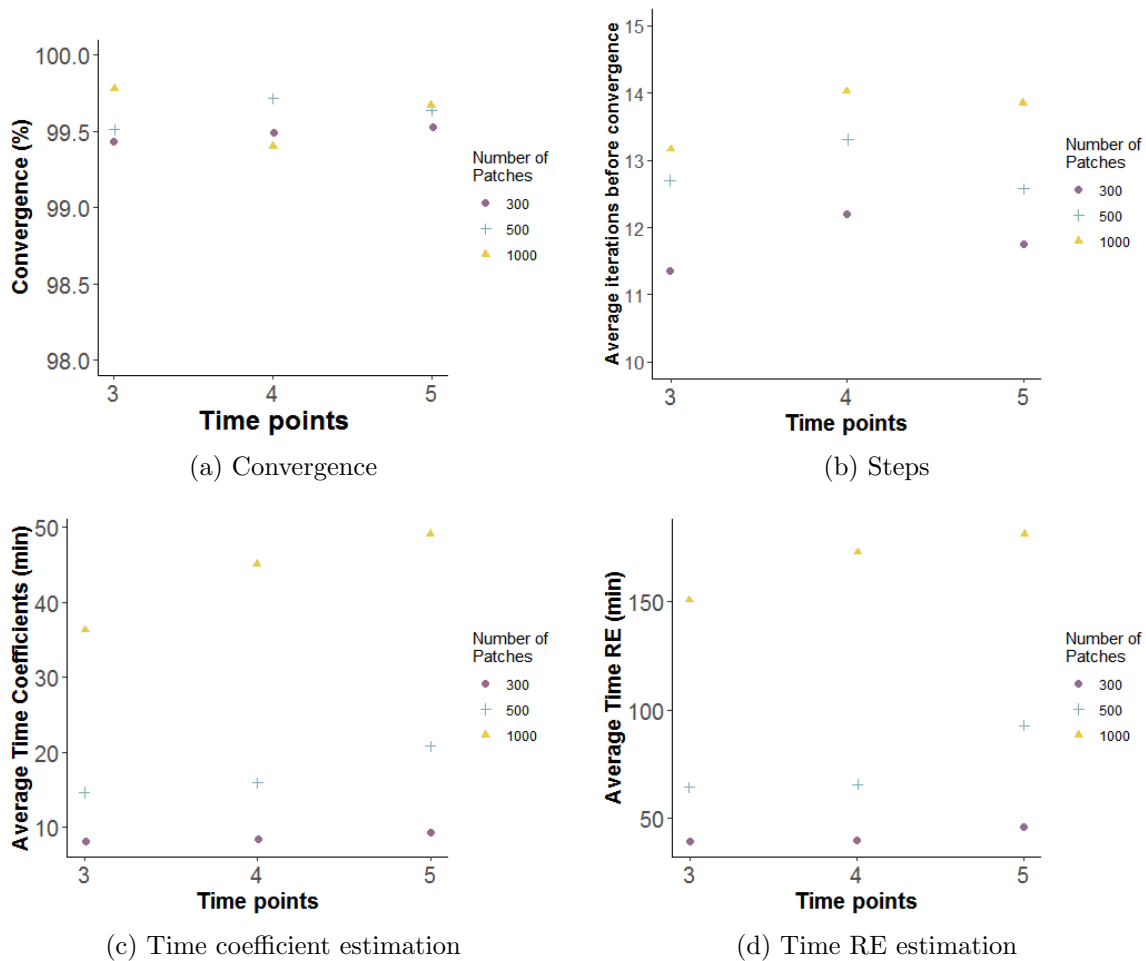 Convergence (%)
100.0
99.5
99.0
98.5
98.0
3
4
5
Time points
Number of
Patches
300
500
1000
(a) Convergence
Average iterations before convergence
15
14
13
12
11
10
3
4
5
Time points
Number of
Patches
300
500
1000
(b) Steps
Average Time Coefficients (min)
50
40
30
20
10
3
4
5
Time points
Number of
Patches
300
500
1000
(c) Time coefficient estimation
Average Time RE (min)
150
100
50
3
4
5
Time points
Number of
Patches
300
500
1000
(d) Time RE estimation